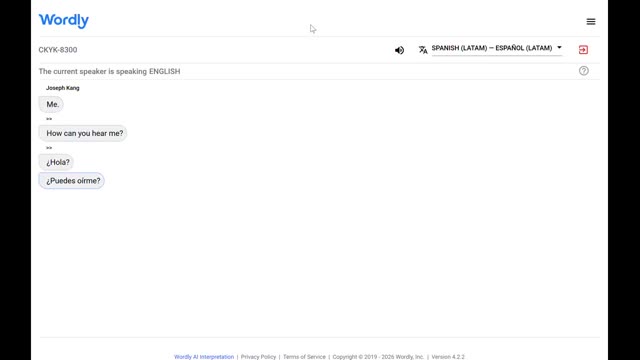 Wordly
CKYK-8300
SPANISH (LATAM) — ESPAÑOL (LATAM)
The current speaker is speaking ENGLISH
Joseph Kang
Me.
>>
How can you hear me?
>>
¿Hola?
¿Puedes oírme?
Wordly AI Interpretation | Privacy Policy | Terms of Service | Copyright © 2019 - 2026 Wordly, Inc. | Version 4.2.2